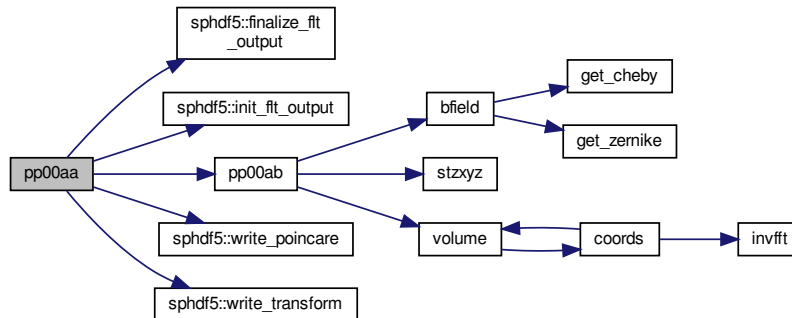 sphdf5::finalize_flt
_output
get_cheby
sphdf5::init_flt_output
bfield
get_zernike
pp00aa
pp00ab
stzxyz
sphdf5::write_poincare
volume
coords
invfft
sphdf5::write_transform